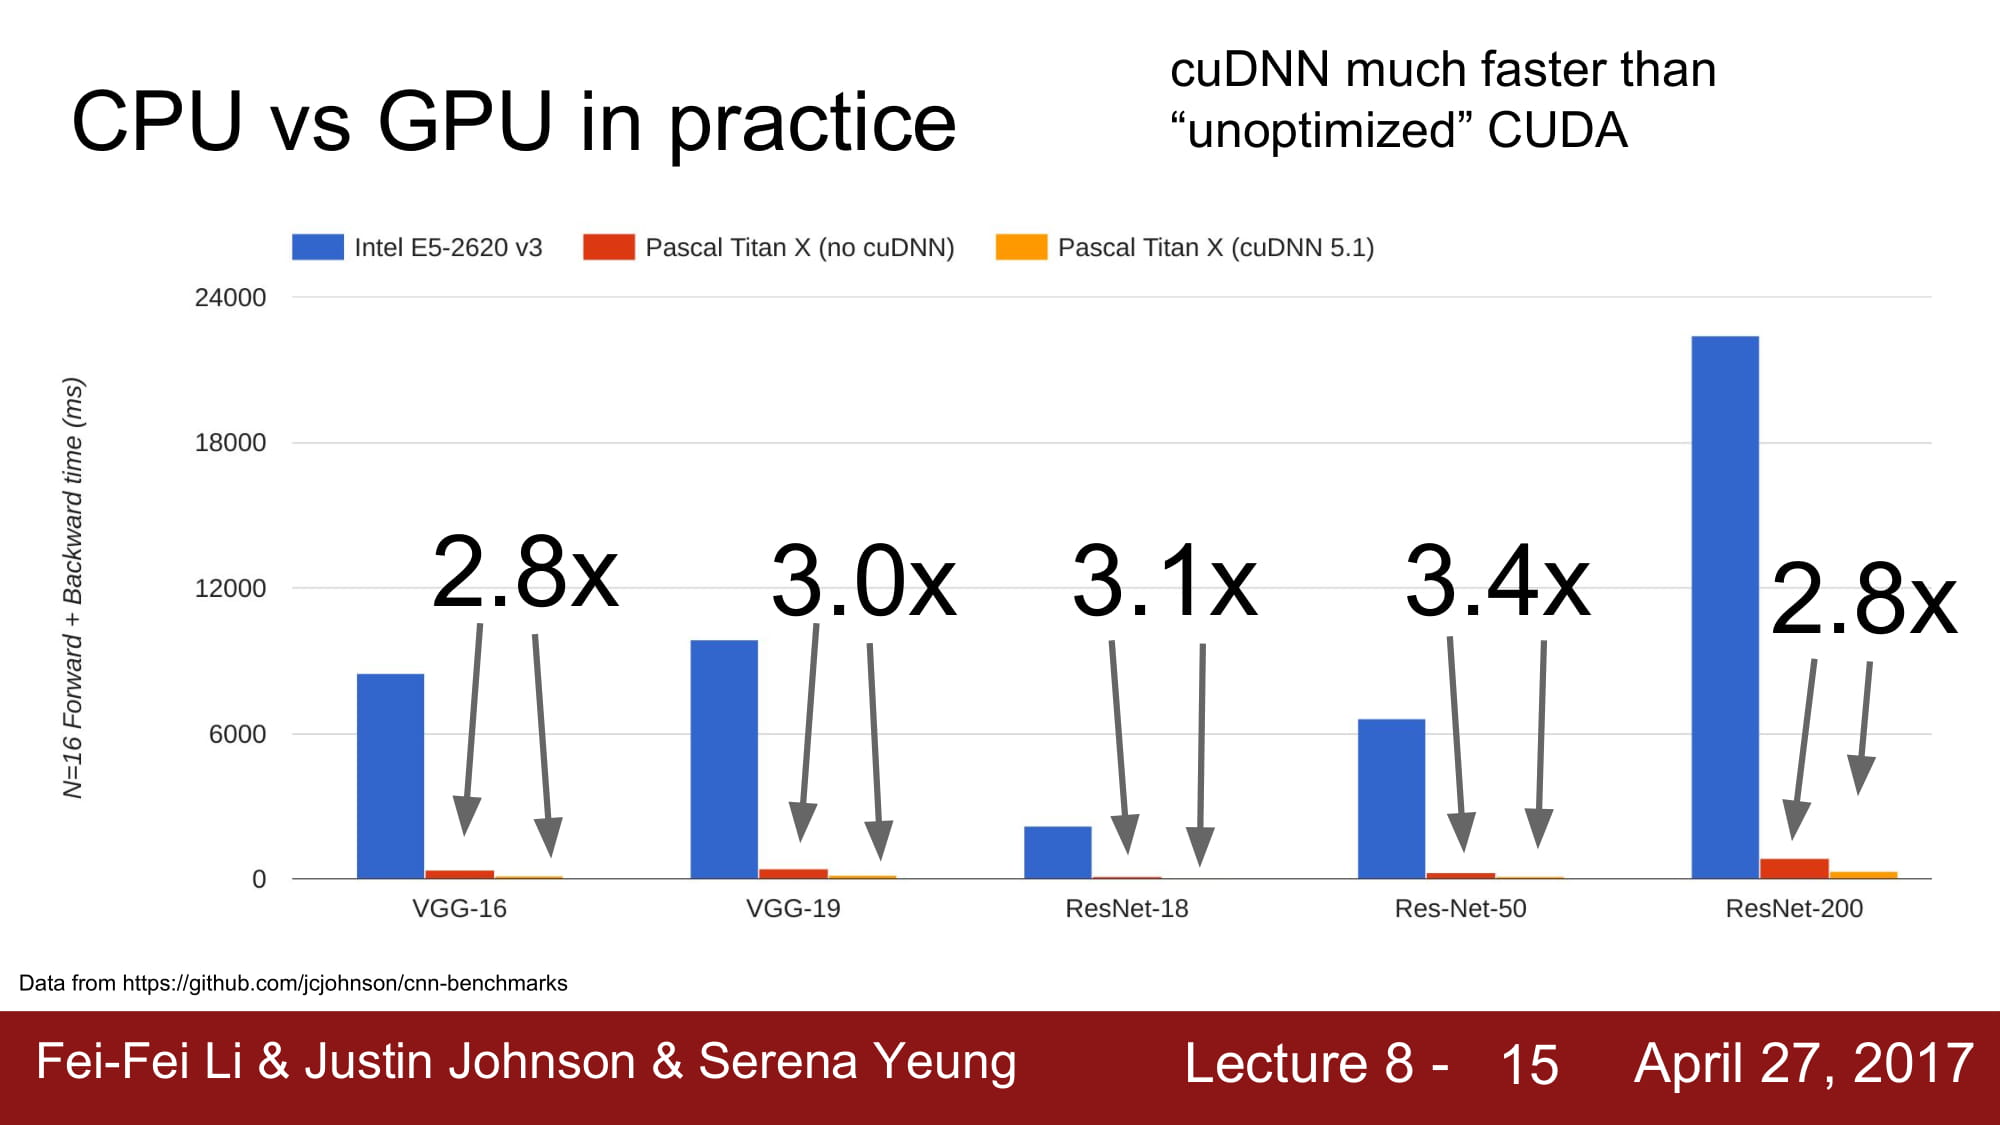 CPU vs GPU in practice
cuDNN much faster than
“unoptimized” CUDA
Intel E5-2620 v3
Pascal Titan X (no cuDNN)
Pascal Titan X (cuDNN 5.1)
N=16 Forward + Backward time (ms)
24000
18000
12000
6000
0
2.8x
3.0x
3.1x
3.4x
2.8x
VGG-16
VGG-19
ResNet-18
Res-Net-50
ResNet-200
Data from https://github.com/jcjohnson/cnn-benchmarks
Fei-Fei Li & Justin Johnson & Serena Yeung
Lecture 8 - 15
April 27, 2017